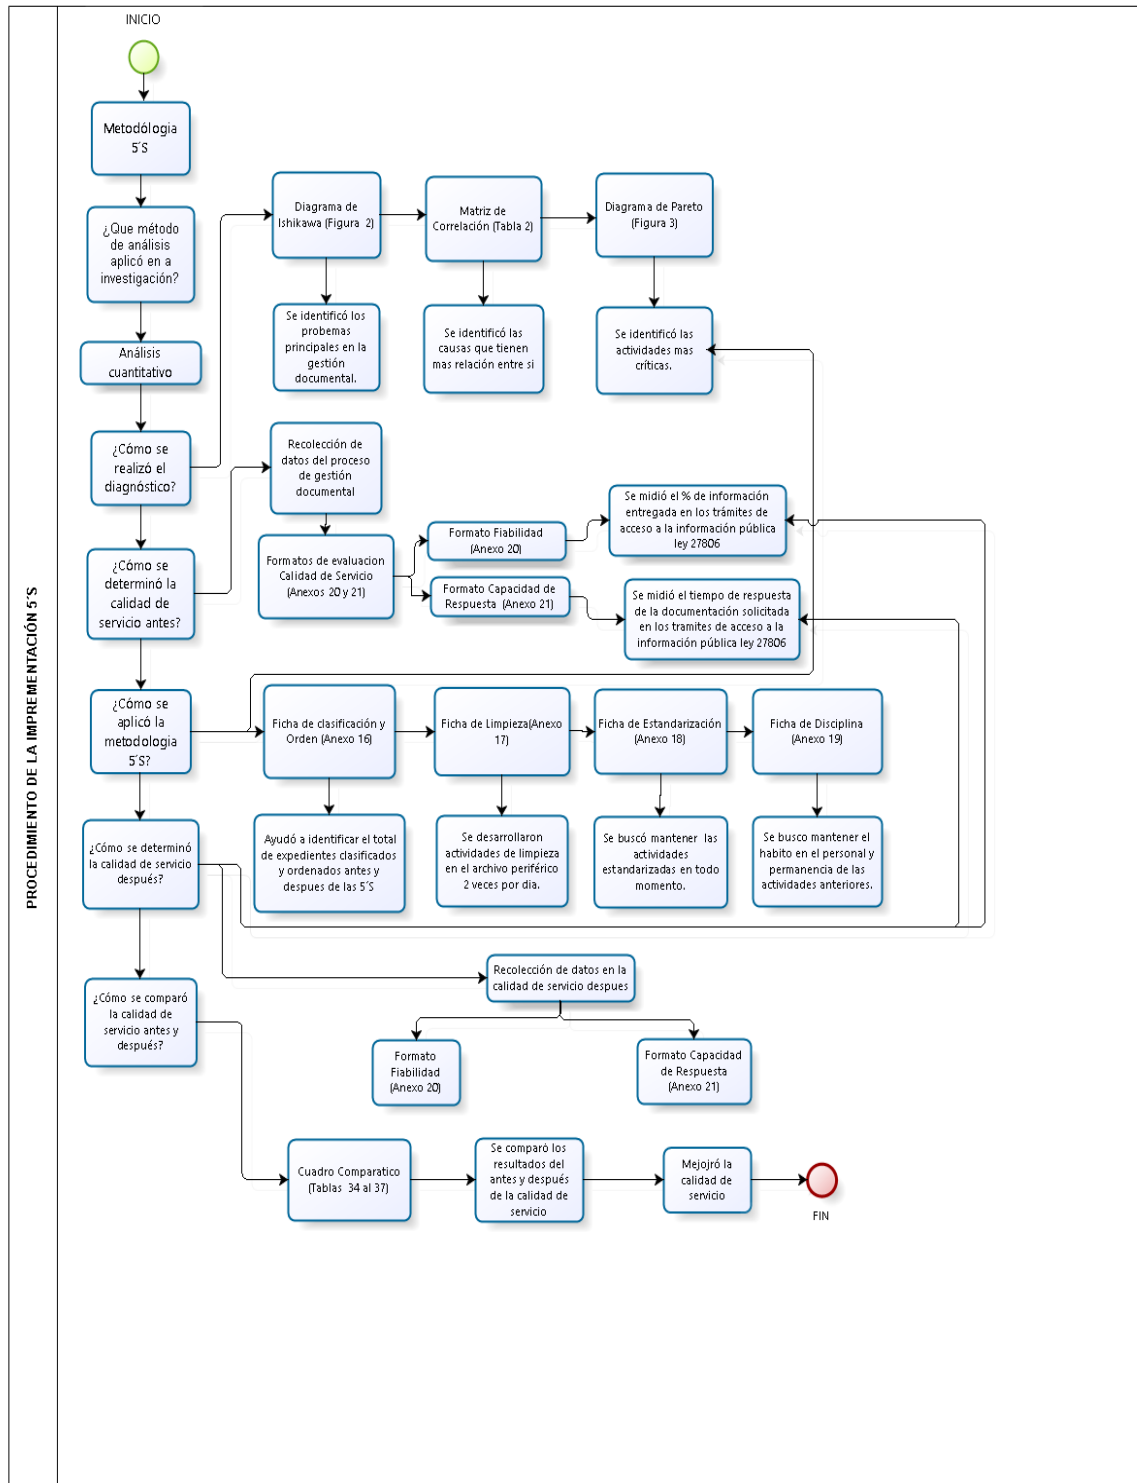 PROCEDIMIENTO DE LA IMPREMENTACIÓN 5´S
INICIO
Metodólogia
5´S
¿Que método
de análisis
aplicó en a
investigación?
Análisis
cuantitativo
¿Cómo se
realizó el
diagnóstico?
Diagrama de
Ishikawa (Figura 2)
Matriz de
Correlación (Tabla 2)
Diagrama de Pareto
(Figura 3)
Se identificó los
probemas
principales en la
gestión
documental.
Se identificó las
causas que tienen
mas relación entre si
Se identificó las
actividades mas
críticas.
¿Cómo se
determinó la
calidad de
servicio antes?
Recolección de
datos del proceso
de gestión
documental
Formatos de evaluacion
Calidad de Servicio
(Anexos 20 y 21)
Formato Fiabilidad
(Anexo 20)
Formato Capacidad de
Respuesta (Anexo 21)
Se midió el % de información
entregada en los trámites de
acceso a la información pública
ley 27806
Se midió el tiempo de respuesta
de la documentación solicitada
en los tramites de acceso a la
información pública ley 27806
¿Cómo se
aplicó la
metodologia
5´S?
Ficha de clasificación y
Orden (Anexo 16)
Ficha de Limpieza(Anexo
17)
Ficha de Estandarización
(Anexo 18)
Ficha de Disciplina
(Anexo 19)
Ayudó a identificar el total
de expedientes clasificados
y ordenados antes y
despues de las 5´S
Se desarrollaron
actividades de limpieza
en el archivo periférico
2 veces por dia.
Se buscó mantener las
actividades
estandarizadas en todo
momento.
Se busco mantener el
habito en el personal y
permanencia de las
actividades anteriores.
¿Cómo se determinó
la calidad de servicio
después?
Recolección de datos en la
calidad de servicio despues
Formato
Fiabilidad
(Anexo 20)
Formato Capacidad
de Respuesta
(Anexo 21)
¿Cómo se comparó
la calidad de
servicio antes y
después?
Cuadro Comparatico
(Tablas 34 al 37)
Se comparó los
resultados del
antes y después
de la calidad de
servicio
Mejojró la
calidad de
servicio
FIN